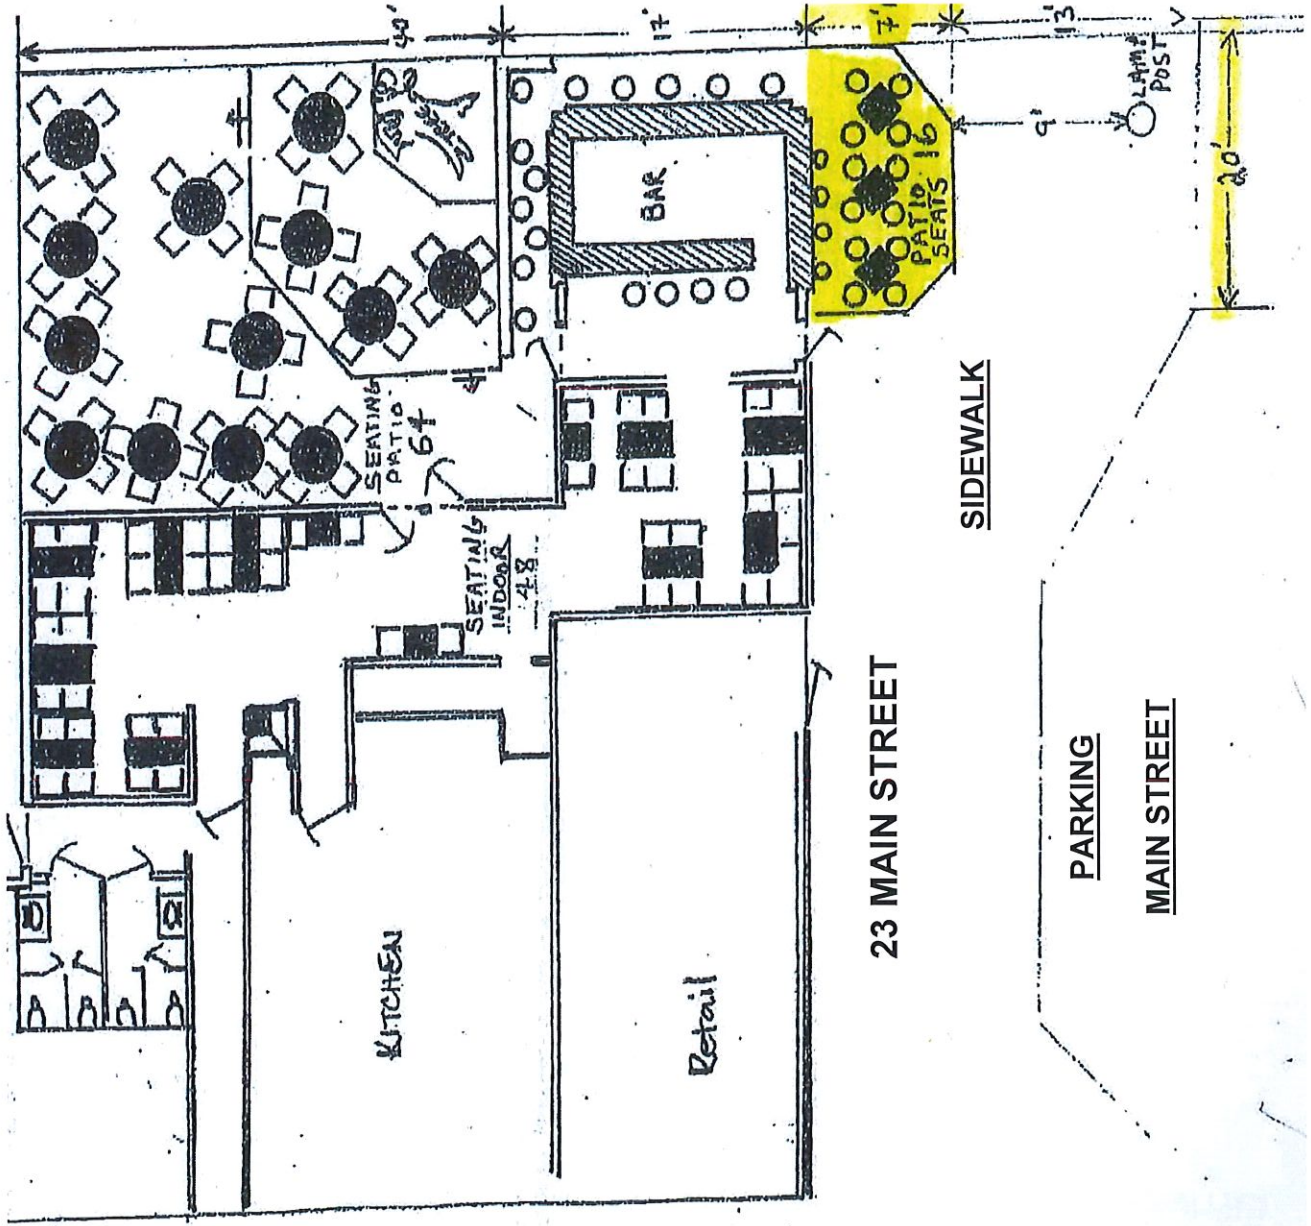 40'
17'
7'
13'
LAMP
POST
9'
20'
BAR
PATIO 16
SEATS
SEATING
PATIO
64
SEATING
INDOOR
48
SIDEWALK
23 MAIN STREET
PARKING
MAIN STREET
KITCHEN
Retail